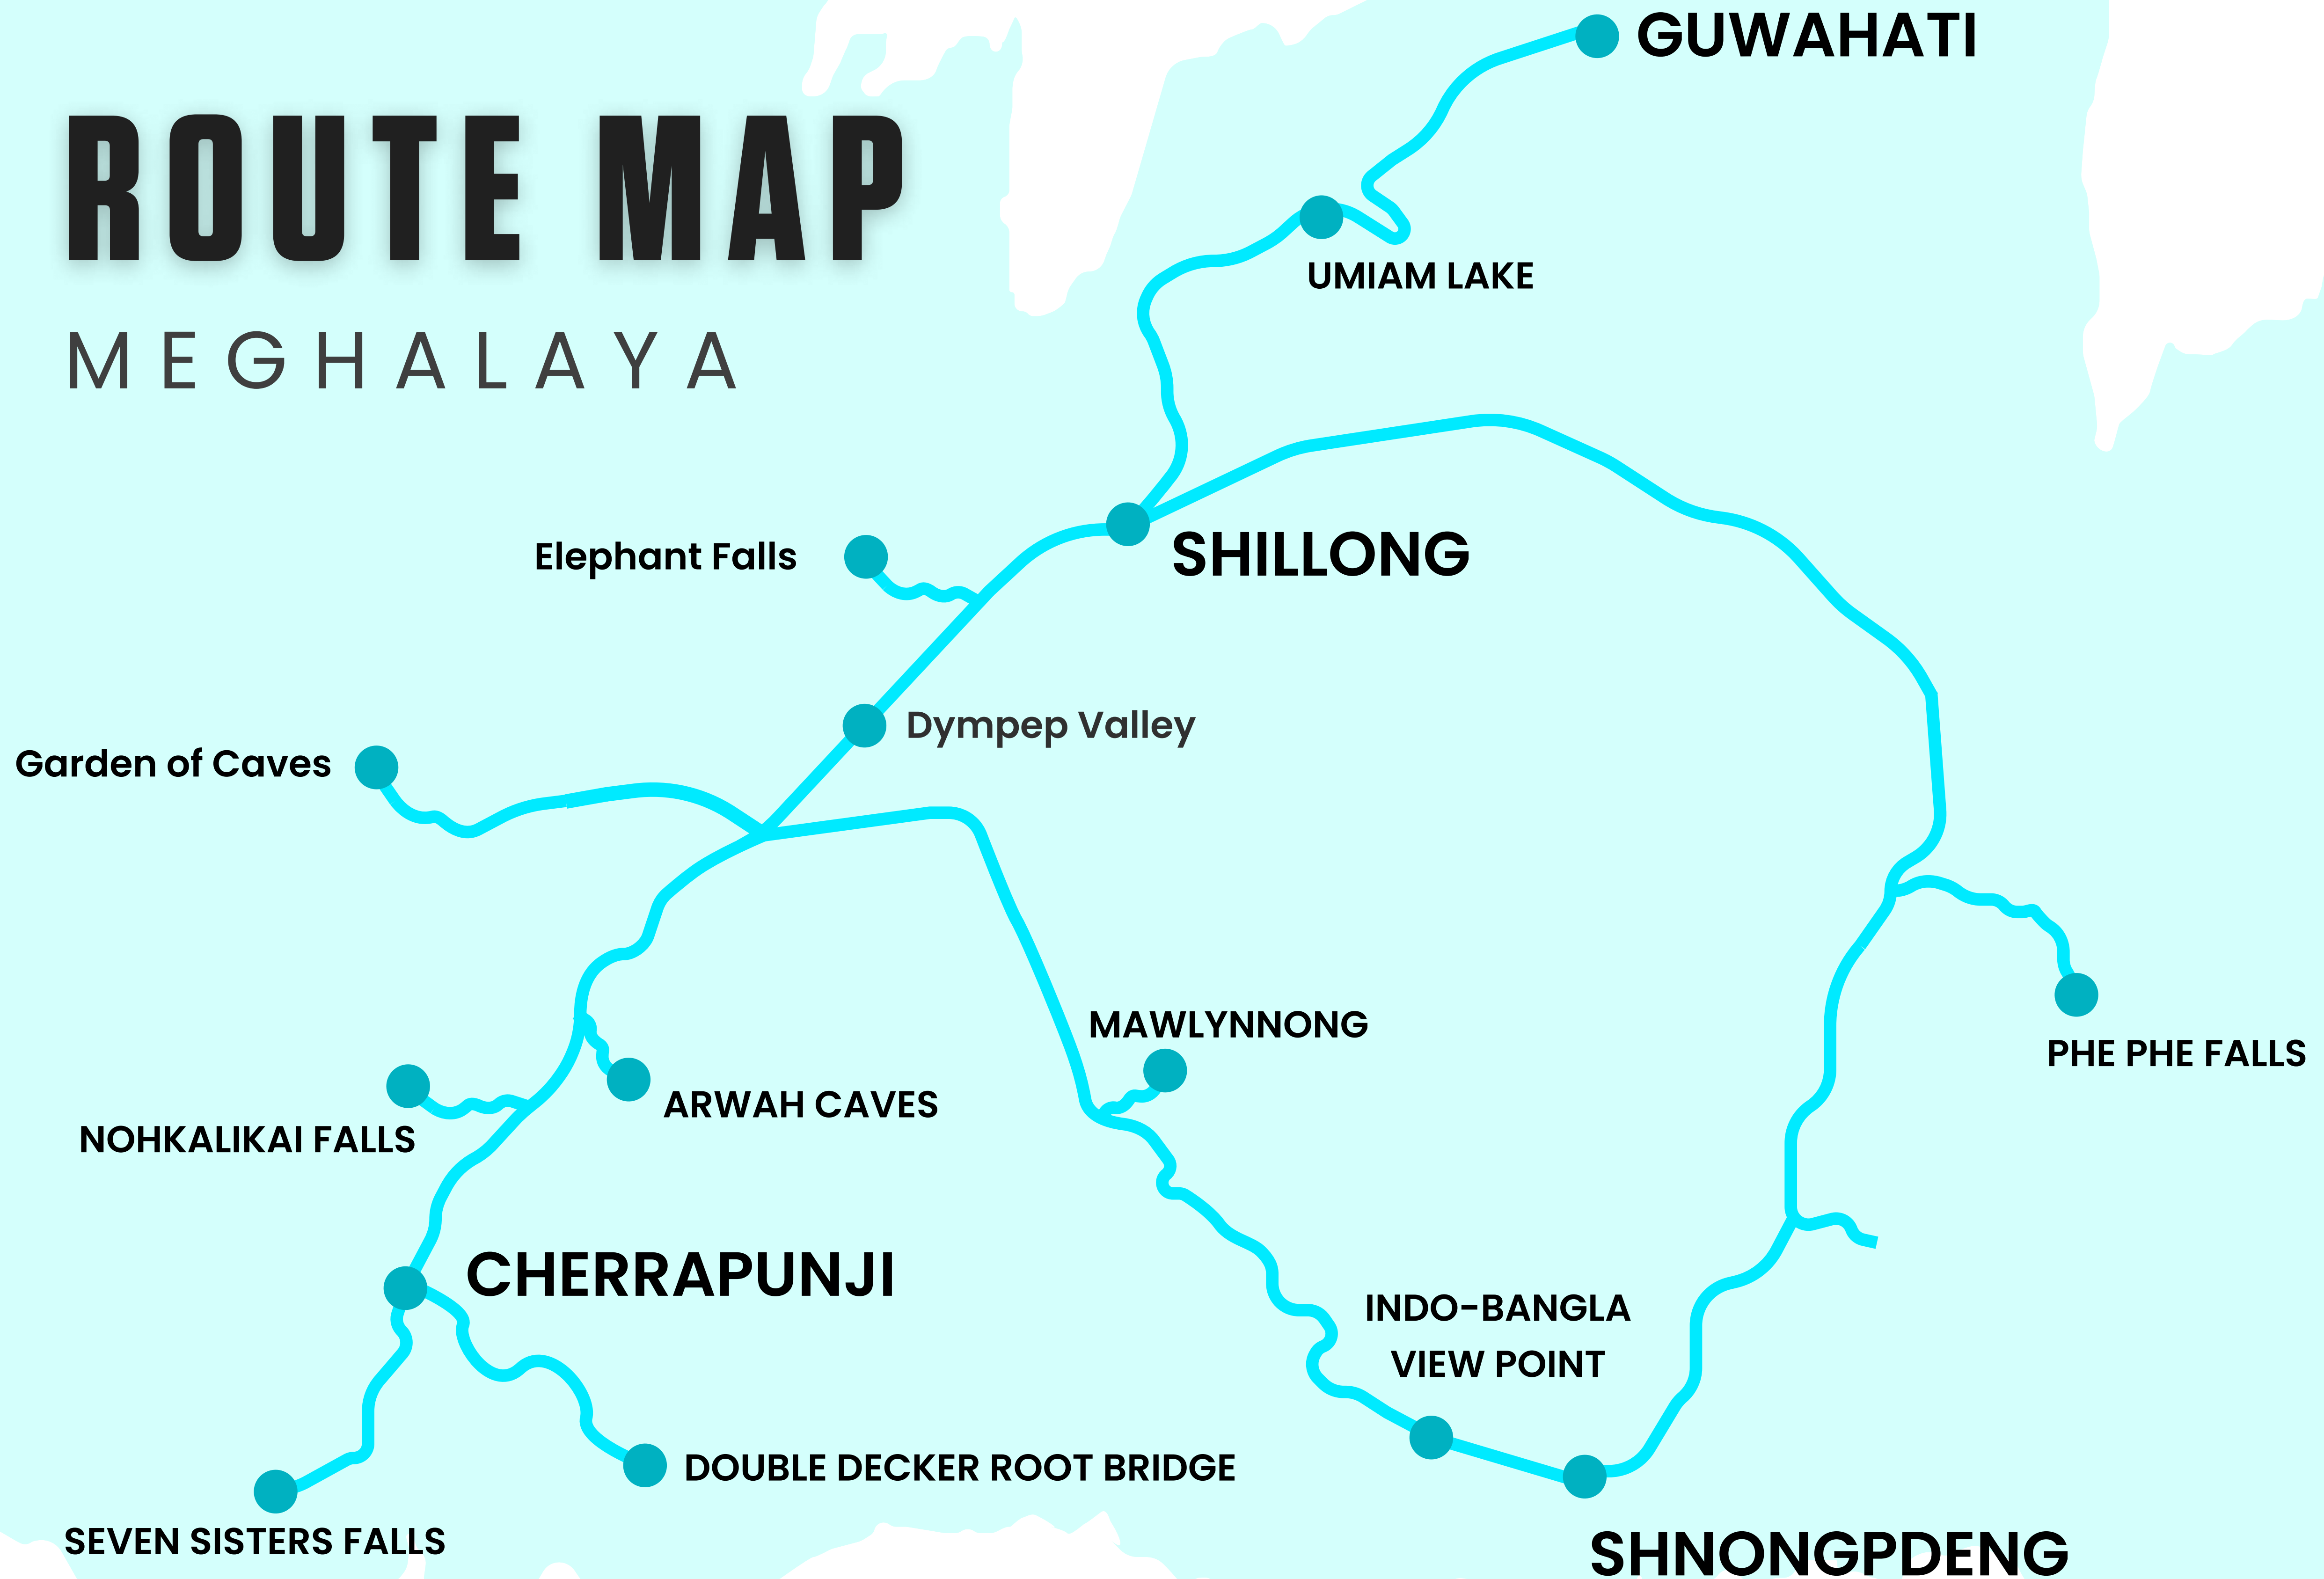 GUWAHATI
ROUTE MAP
MEGHALAYA
UMIAM LAKE
SHILLONG
Elephant Falls
Dympep Valley
Garden of Caves
MAWLYNNONG
PHE PHE FALLS
ARWAH CAVES
NOHKALIKAI FALLS
CHERRAPUNJI
INDO-BANGLA
VIEW POINT
DOUBLE DECKER ROOT BRIDGE
SEVEN SISTERS FALLS
SHNONGPDENG